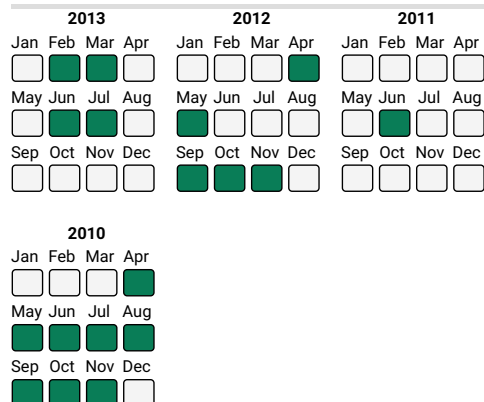 2013 2012 2011
Jan Feb Mar Apr Jan Feb Mar Apr Jan Feb Mar Apr
May Jun Jul Aug May Jun Jul Aug May Jun Jul Aug
Sep Oct Nov Dec Sep Oct Nov Dec Sep Oct Nov Dec
2010
Jan Feb Mar Apr
May Jun Jul Aug
Sep Oct Nov Dec